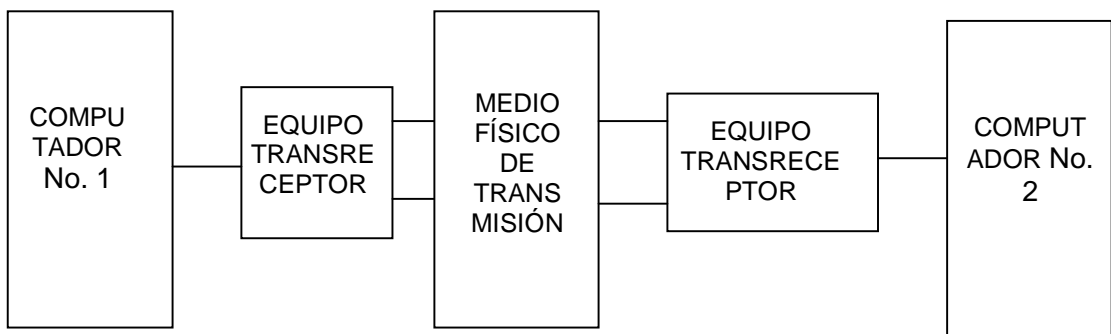 COMPU
TADOR
No. 1
EQUIPO
TRANSRE
CEPTOR
MEDIO
FÍSICO
DE
TRANS
MISIÓN
EQUIPO
TRANSRECE
PTOR
COMPUT
ADOR No.
2